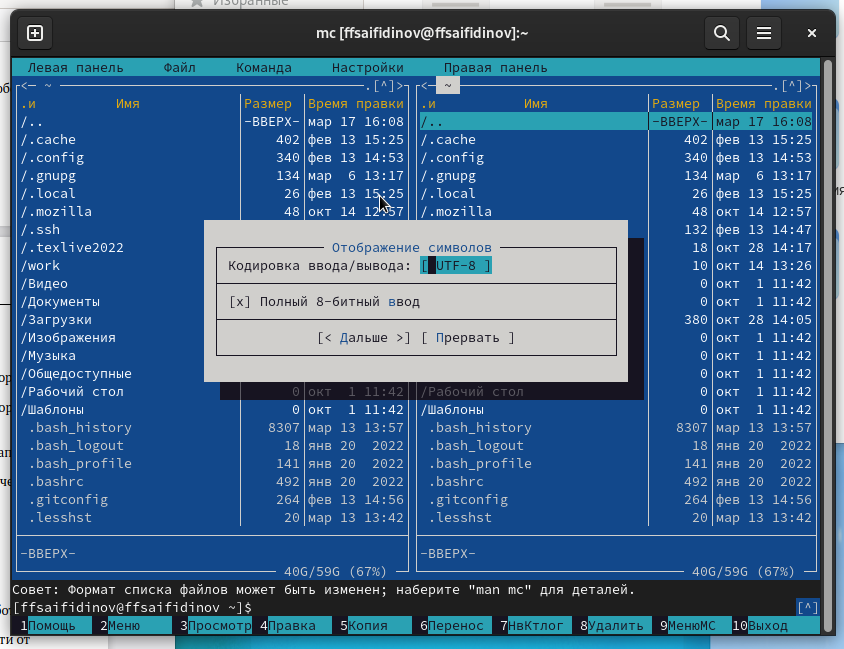 Избранные
mc [ffsaifidinov@ffsaifidinov]:~
Левая панель Файл Команда Настройки Правая панель
<− ~ .[^]> <− ~ .[^]>
.и Имя Размер Время правки .и Имя Размер Время правки
/.. -ВВЕРХ- мар 17 16:08 /.. -ВВЕРХ- мар 17 16:08
/.cache 402 фев 13 15:25 /.cache 402 фев 13 15:25
/.config 340 фев 13 14:53 /.config 340 фев 13 14:53
/.gnupg 134 мар 6 13:17 /.gnupg 134 мар 6 13:17
/.local 26 фев 13 15:25 /.local 26 фев 13 15:25
/.mozilla 48 окт 14 12:57 /.mozilla 48 окт 14 12:57
/.ssh 132 фев 13 14:47
/.texlive2022 Отображение символов 18 окт 28 14:17
/work Кодировка ввода/вывода: [ UTF-8 ] 10 окт 14 13:26
/Видео 0 окт 1 11:42
/Документы [x] Полный 8-битный ввод 0 окт 1 11:42
/Загрузки 380 окт 28 14:05
/Изображения [< Дальше >] [ Прервать ] 0 окт 1 11:42
/Музыка 0 окт 1 11:42
/Общедоступные 0 окт 1 11:42
/Рабочий стол 0 окт 1 11:42 /Рабочий стол 0 окт 1 11:42
/Шаблоны 0 окт 1 11:42 /Шаблоны 0 окт 1 11:42
.bash_history 8307 мар 13 13:57 .bash_history 8307 мар 13 13:57
.bash_logout 18 янв 20 2022 .bash_logout 18 янв 20 2022
.bash_profile 141 янв 20 2022 .bash_profile 141 янв 20 2022
.bashrc 492 янв 20 2022 .bashrc 492 янв 20 2022
.gitconfig 264 фев 13 14:56 .gitconfig 264 фев 13 14:56
.lesshst 20 мар 13 13:42 .lesshst 20 мар 13 13:42
-ВВЕРХ- -ВВЕРХ-
40G/59G (67%) 40G/59G (67%)
Совет: Формат списка файлов может быть изменен; наберите "man mc" для деталей.
[ffsaifidinov@ffsaifidinov ~]$ [^]
1Помощь 2Меню 3Просмотр 4Правка 5Копия 6Перенос 7НвКтлог 8Удалить 9МенюМС 10Выход